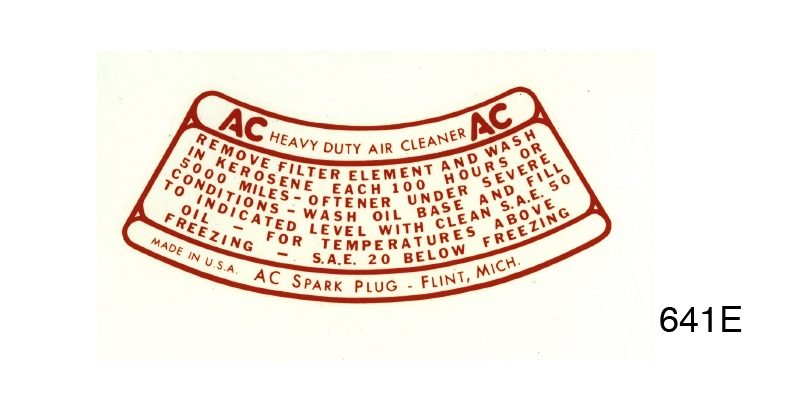 AC HEAVY DUTY AIR CLEANER AC
REMOVE FILTER ELEMENT AND WASH
IN KEROSENE EACH 100 HOURS OR
5000 MILES-OFTENER UNDER SEVERE
CONDITIONS-WASH OIL BASE AND FILL
TO INDICATED LEVEL WITH CLEAN S.A.E. 50
OIL - FOR TEMPERATURES ABOVE
FREEZING - S.A.E. 20 BELOW FREEZING
MADE IN U.S.A. AC SPARK PLUG - FLINT, MICH.
641E